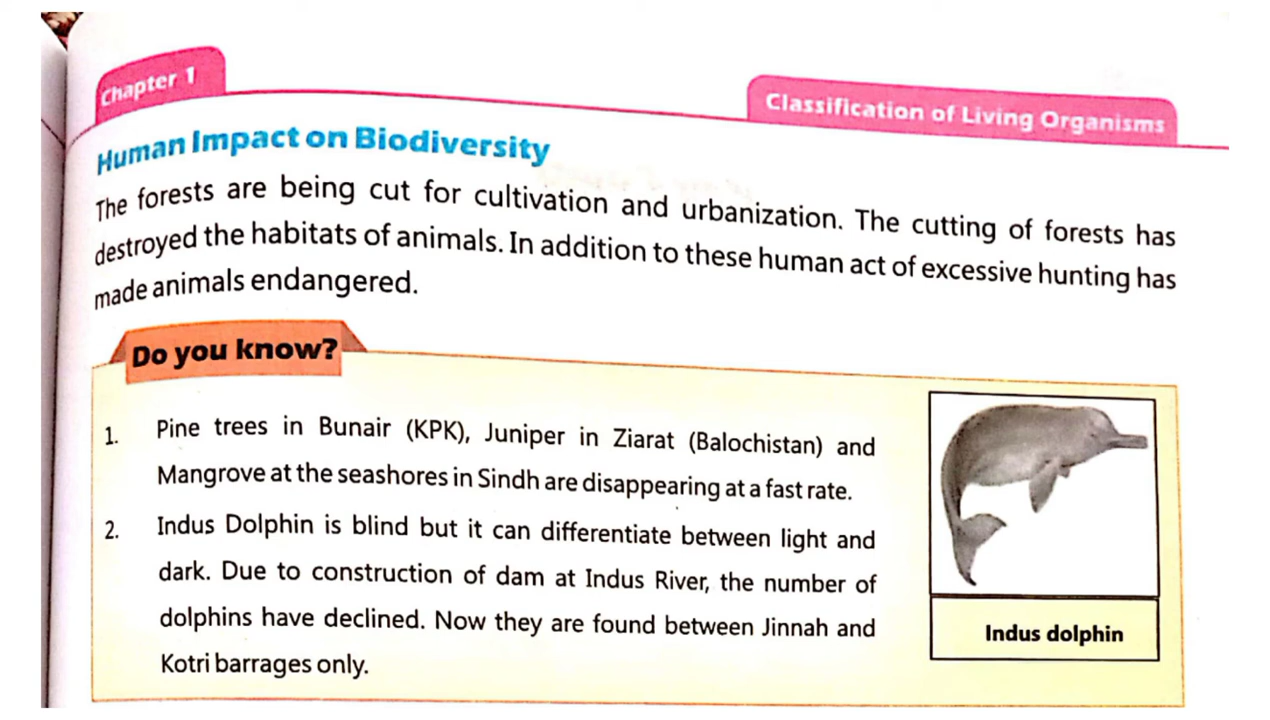 Chapter 1
Classification of Living Organisms
Human Impact on Biodiversity
The forests are being cut for cultivation and urbanization. The cutting of forests has
destroyed the habitats of animals. In addition to these human act of excessive hunting has
made animals endangered.
Do you know?
1. Pine trees in Bunair (KPK), Juniper in Ziarat (Balochistan) and
Mangrove at the seashores in Sindh are disappearing at a fast rate.
2. Indus Dolphin is blind but it can differentiate between light and
dark. Due to construction of dam at Indus River, the number of
dolphins have declined. Now they are found between Jinnah and
Kotri barrages only.
Indus dolphin